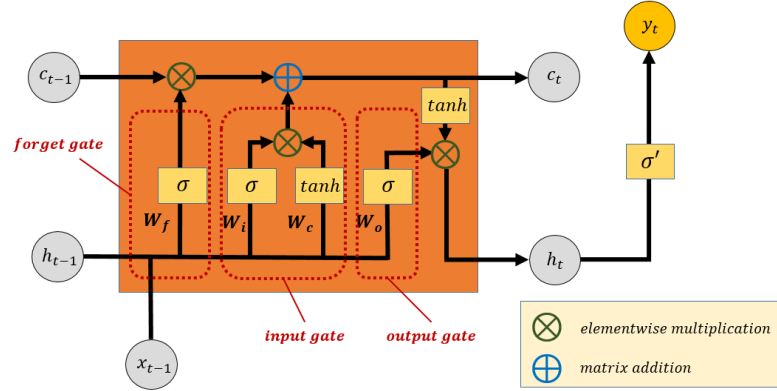 y_t
c_{t-1}
c_t
tanh
forget gate
σ
σ
tanh
σ
σ'
W_f
W_i
W_c
W_o
h_{t-1}
h_t
input gate
output gate
elementwise multiplication
x_{t-1}
matrix addition